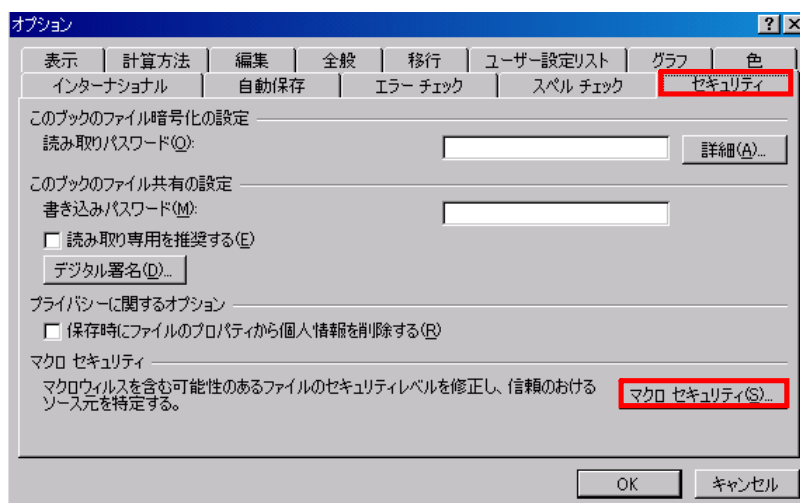 オプション
表示 計算方法 編集 全般 移行 ユーザー設定リスト グラフ 色
インターナショナル 自動保存 エラー チェック スペル チェック セキュリティ
このブックのファイル暗号化の設定
読み取りパスワード(O):
詳細(A)...
このブックのファイル共有の設定
書き込みパスワード(M):
読み取り専用を推奨する(E)
デジタル署名(D)...
プライバシーに関するオプション
保存時にファイルのプロパティから個人情報を削除する(R)
マクロ セキュリティ
マクロウィルスを含む可能性のあるファイルのセキュリティレベルを修正し、信頼のおける
ソース元を特定する。
マクロ セキュリティ(S)...
OK キャンセル